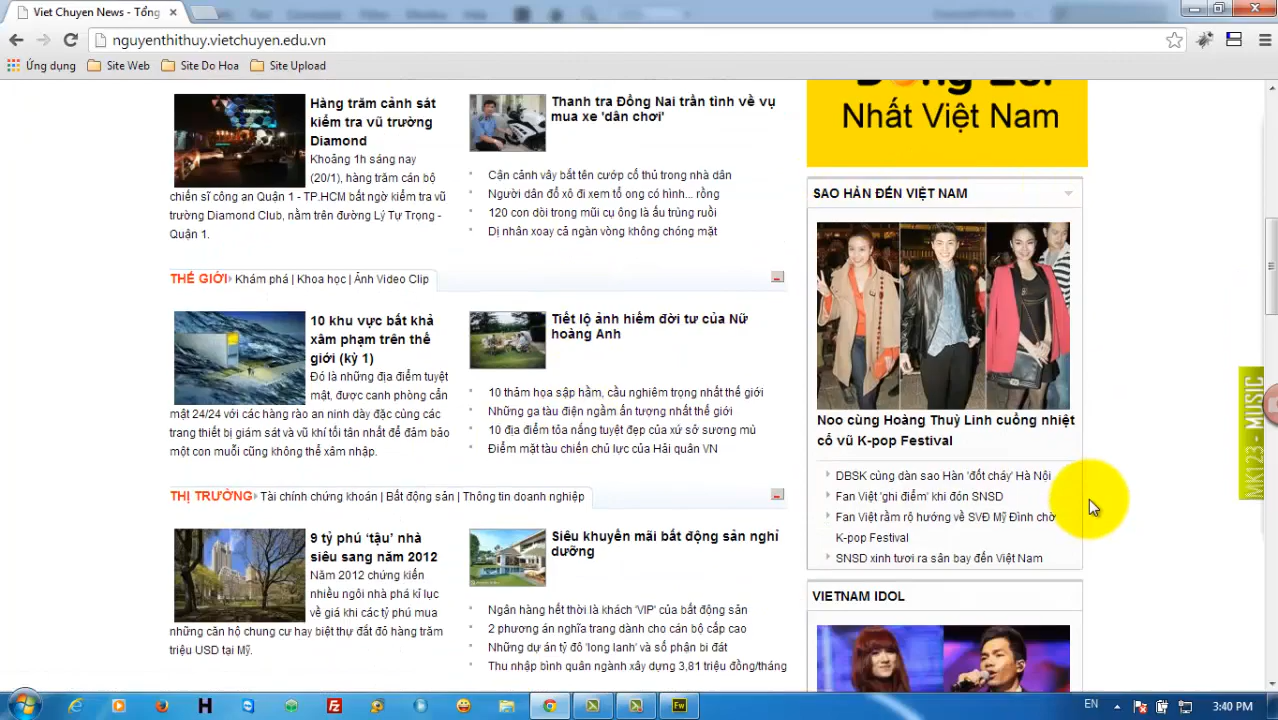 Viet Chuyen News - Tổng
nguyenthithuy.vietchuyen.edu.vn
Ứng dụng Site Web Site Do Hoa Site Upload
Hàng trăm cảnh sát
kiểm tra vũ trường
Diamond
Khoảng 1h sáng nay
(20/1), hàng trăm cán bộ
chiến sĩ công an Quận 1 - TP.HCM bất ngờ kiểm tra vũ
trường Diamond Club, nằm trên đường Lý Tự Trọng -
Quận 1.
Thanh tra Đồng Nai trần tình về vụ
mua xe 'dân chơi'
Cận cảnh vây bắt tên cướp cố thủ trong nhà dân
Người dân đổ xô đi xem tổ ong có hình... rồng
120 con dòi trong mũi cụ ông là ấu trùng ruồi
Dị nhân xoay cả ngàn vòng không chóng mặt
THẾ GIỚI Khám phá | Khoa học | Ảnh Video Clip
10 khu vực bất khả
xâm phạm trên thế
giới (kỳ 1)
Đó là những địa điểm tuyệt
mật, được canh phòng cẩn
mật 24/24 với các hàng rào an ninh dày đặc cùng các
trang thiết bị giám sát và vũ khí tối tân nhất để đảm bảo
một con muỗi cũng không thể xâm nhập.
Tiết lộ ảnh hiếm đời tư của Nữ
hoàng Anh
10 thảm họa sập hầm, cầu nghiêm trọng nhất thế giới
Những ga tàu điện ngầm ấn tượng nhất thế giới
10 địa điểm tỏa nắng tuyệt đẹp của xứ sở sương mù
Điểm mặt tàu chiến chủ lực của Hải quân VN
THỊ TRƯỜNG Tài chính chứng khoán | Bất động sản | Thông tin doanh nghiệp
9 tỷ phú 'tậu' nhà
siêu sang năm 2012
Năm 2012 chứng kiến
nhiều ngôi nhà phá kỉ lục
về giá khi các tỷ phú mua
những căn hộ chung cư hay biệt thự đắt đỏ hàng trăm
triệu USD tại Mỹ.
Siêu khuyến mãi bất động sản nghỉ
dưỡng
Ngân hàng hết thời là khách 'VIP' của bất động sản
2 phương án nghĩa trang dành cho cán bộ cấp cao
Những dự án tỷ đô 'long lanh' và số phận bi đát
Thu nhập bình quân ngành xây dựng 3,81 triệu đồng/tháng
Nhất Việt Nam
SAO HÀN ĐẾN VIỆT NAM
Noo cùng Hoàng Thuỳ Linh cuồng nhiệt
cổ vũ K-pop Festival
DBSK cùng dàn sao Hàn 'đốt cháy' Hà Nội
Fan Việt 'ghi điểm' khi đón SNSD
Fan Việt rầm rộ hướng về SVĐ Mỹ Đình chờ
K-pop Festival
SNSD xinh tươi ra sân bay đến Việt Nam
VIETNAM IDOL
NK123 - MUSIC
EN
3:40 PM